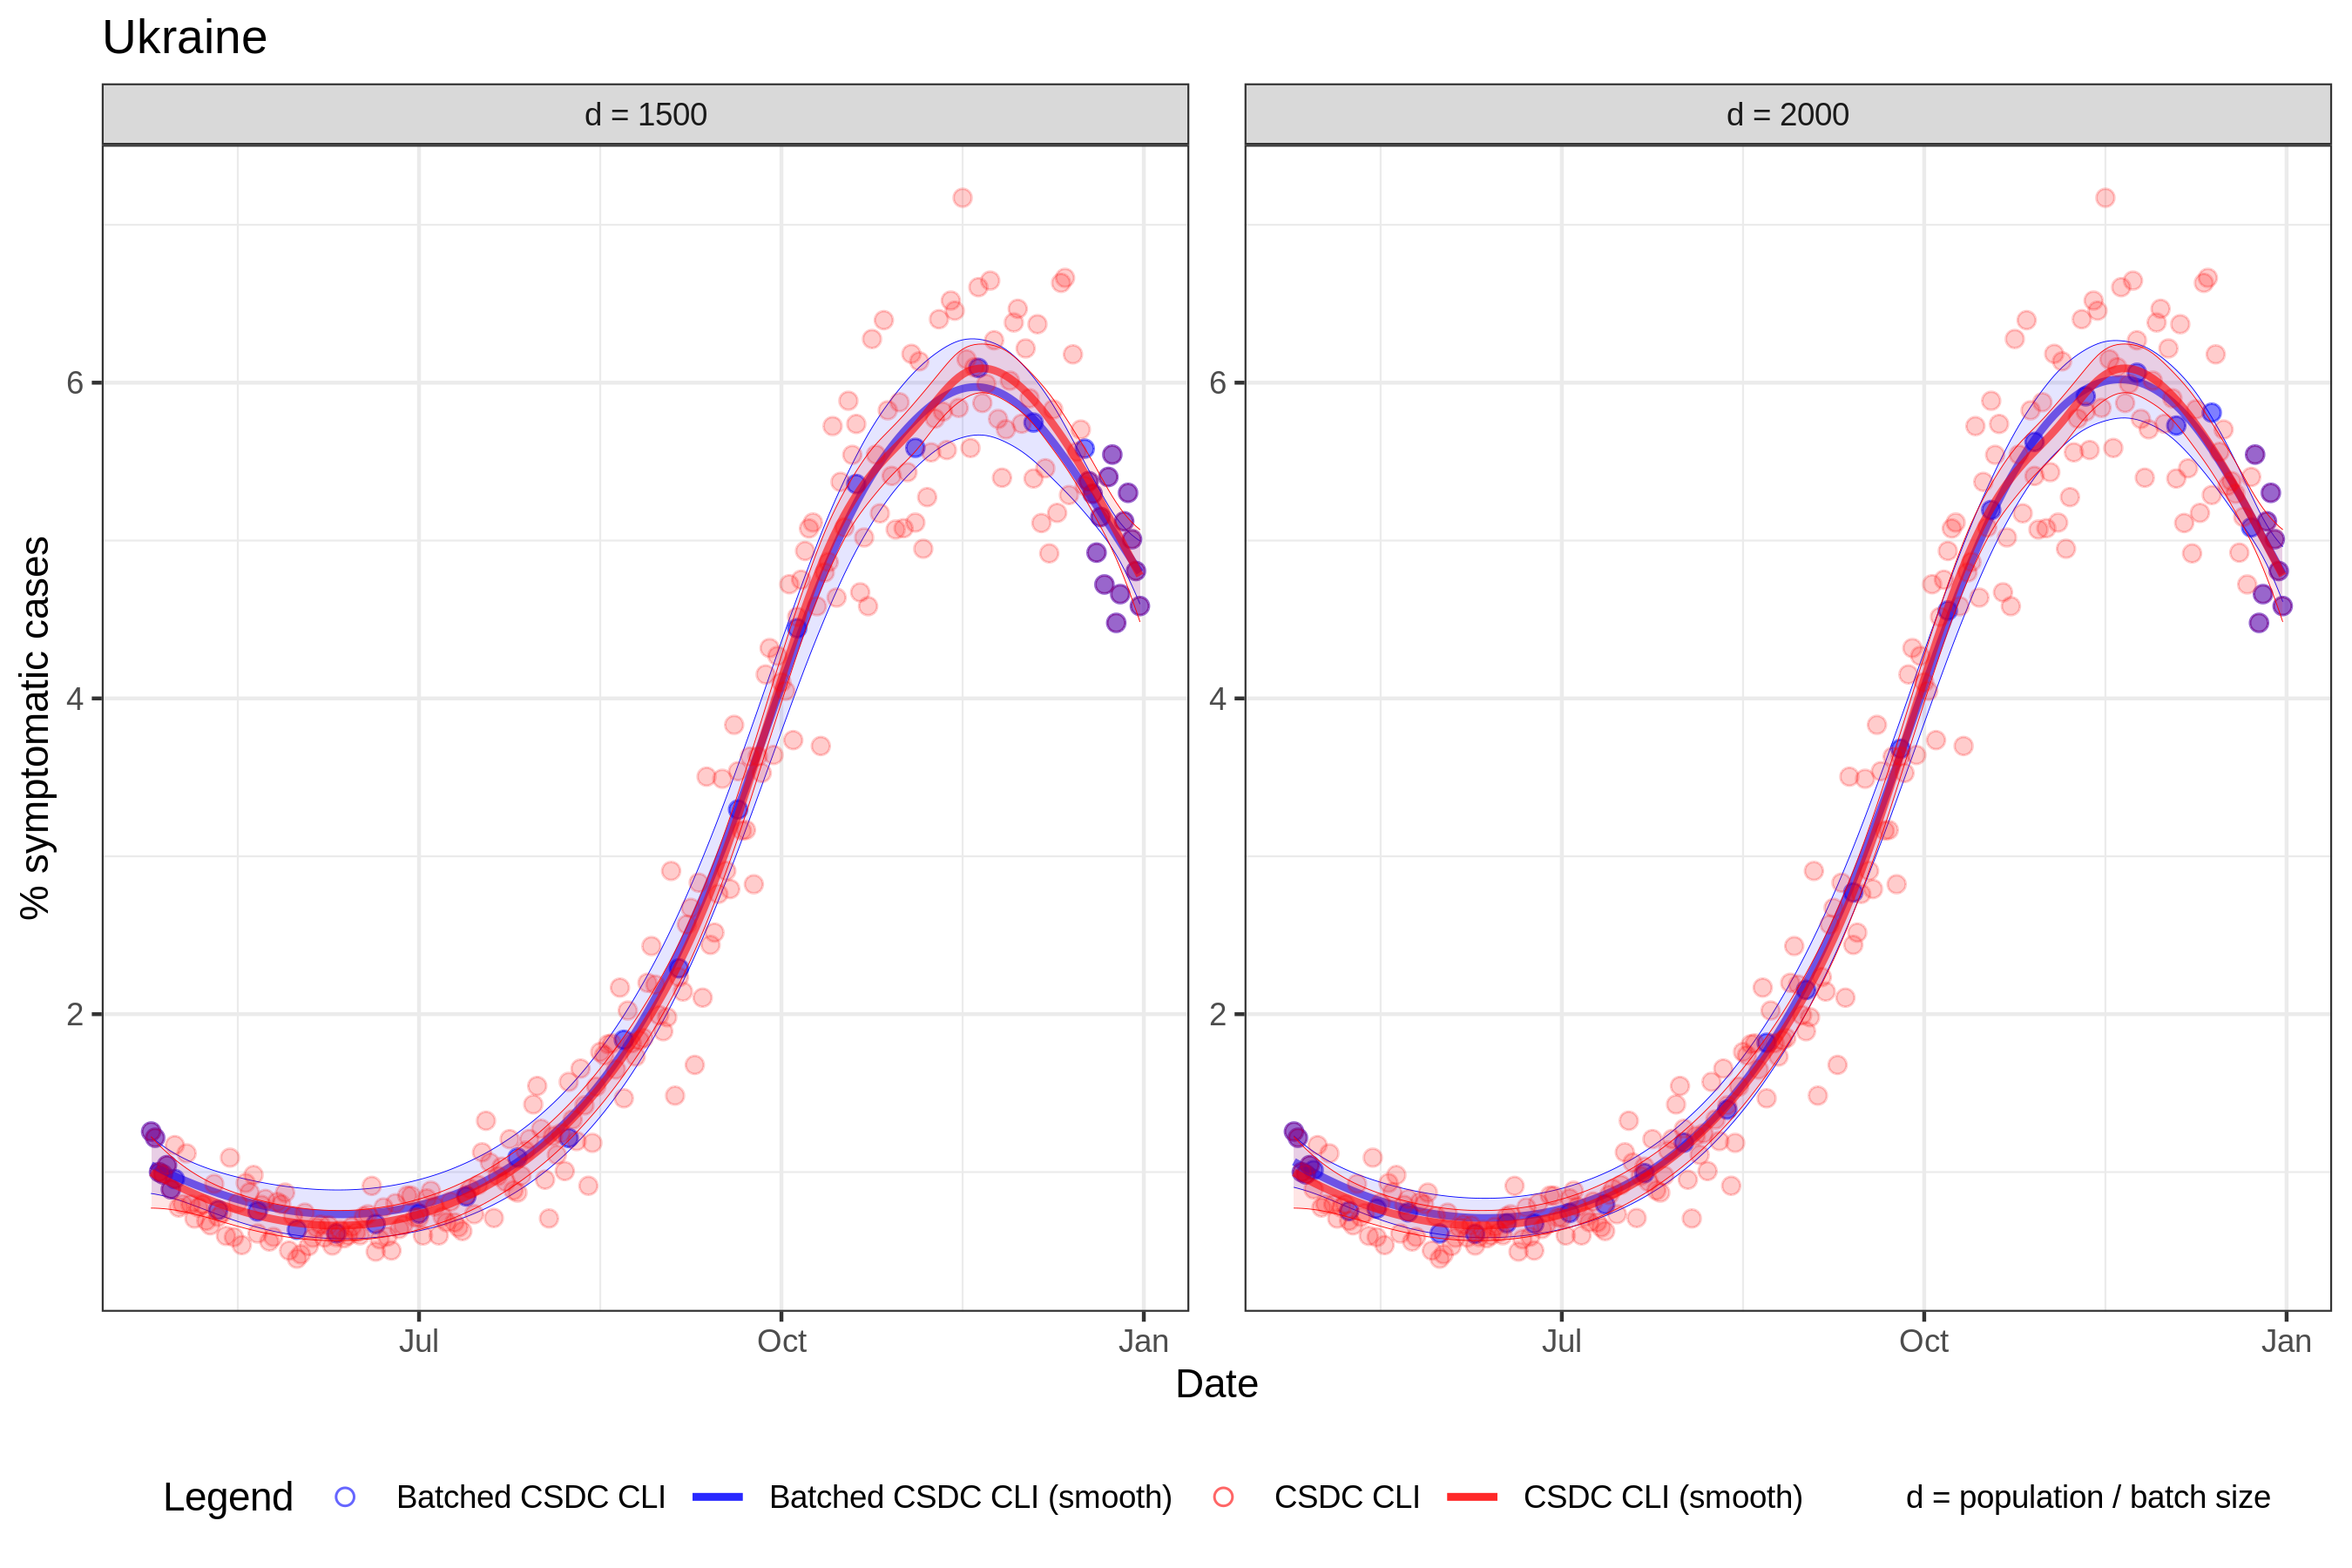 Ukraine
d = 1500
d = 2000
% symptomatic cases
6
4
2
6
4
2
Jul
Oct
Jan
Jul
Oct
Jan
Date
Legend
Batched CSDC CLI
Batched CSDC CLI (smooth)
CSDC CLI
CSDC CLI (smooth)
d = population / batch size